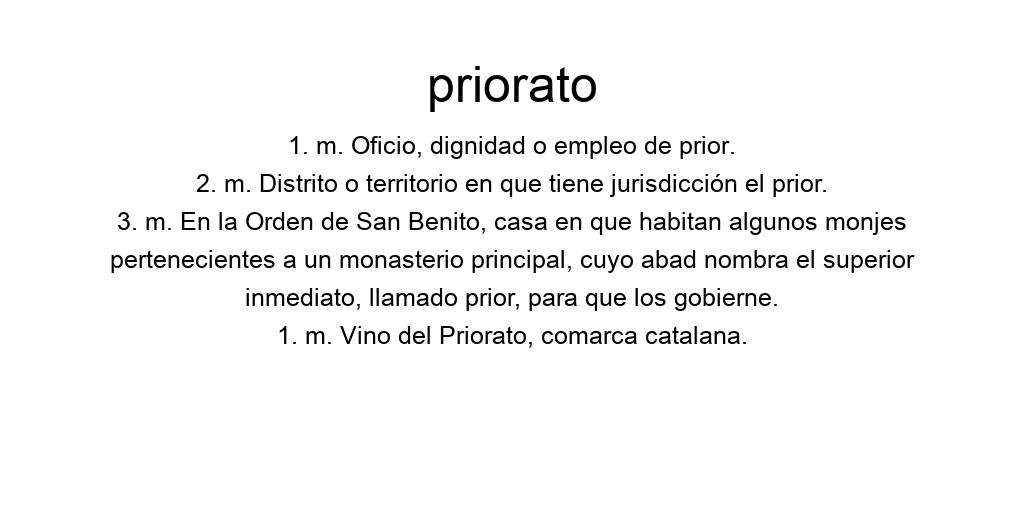 priorato
1. m. Oficio, dignidad o empleo de prior.
2. m. Distrito o territorio en que tiene jurisdicción el prior.
3. m. En la Orden de San Benito, casa en que habitan algunos monjes
pertenecientes a un monasterio principal, cuyo abad nombra el superior
inmediato, llamado prior, para que los gobierne.
1. m. Vino del Priorato, comarca catalana.